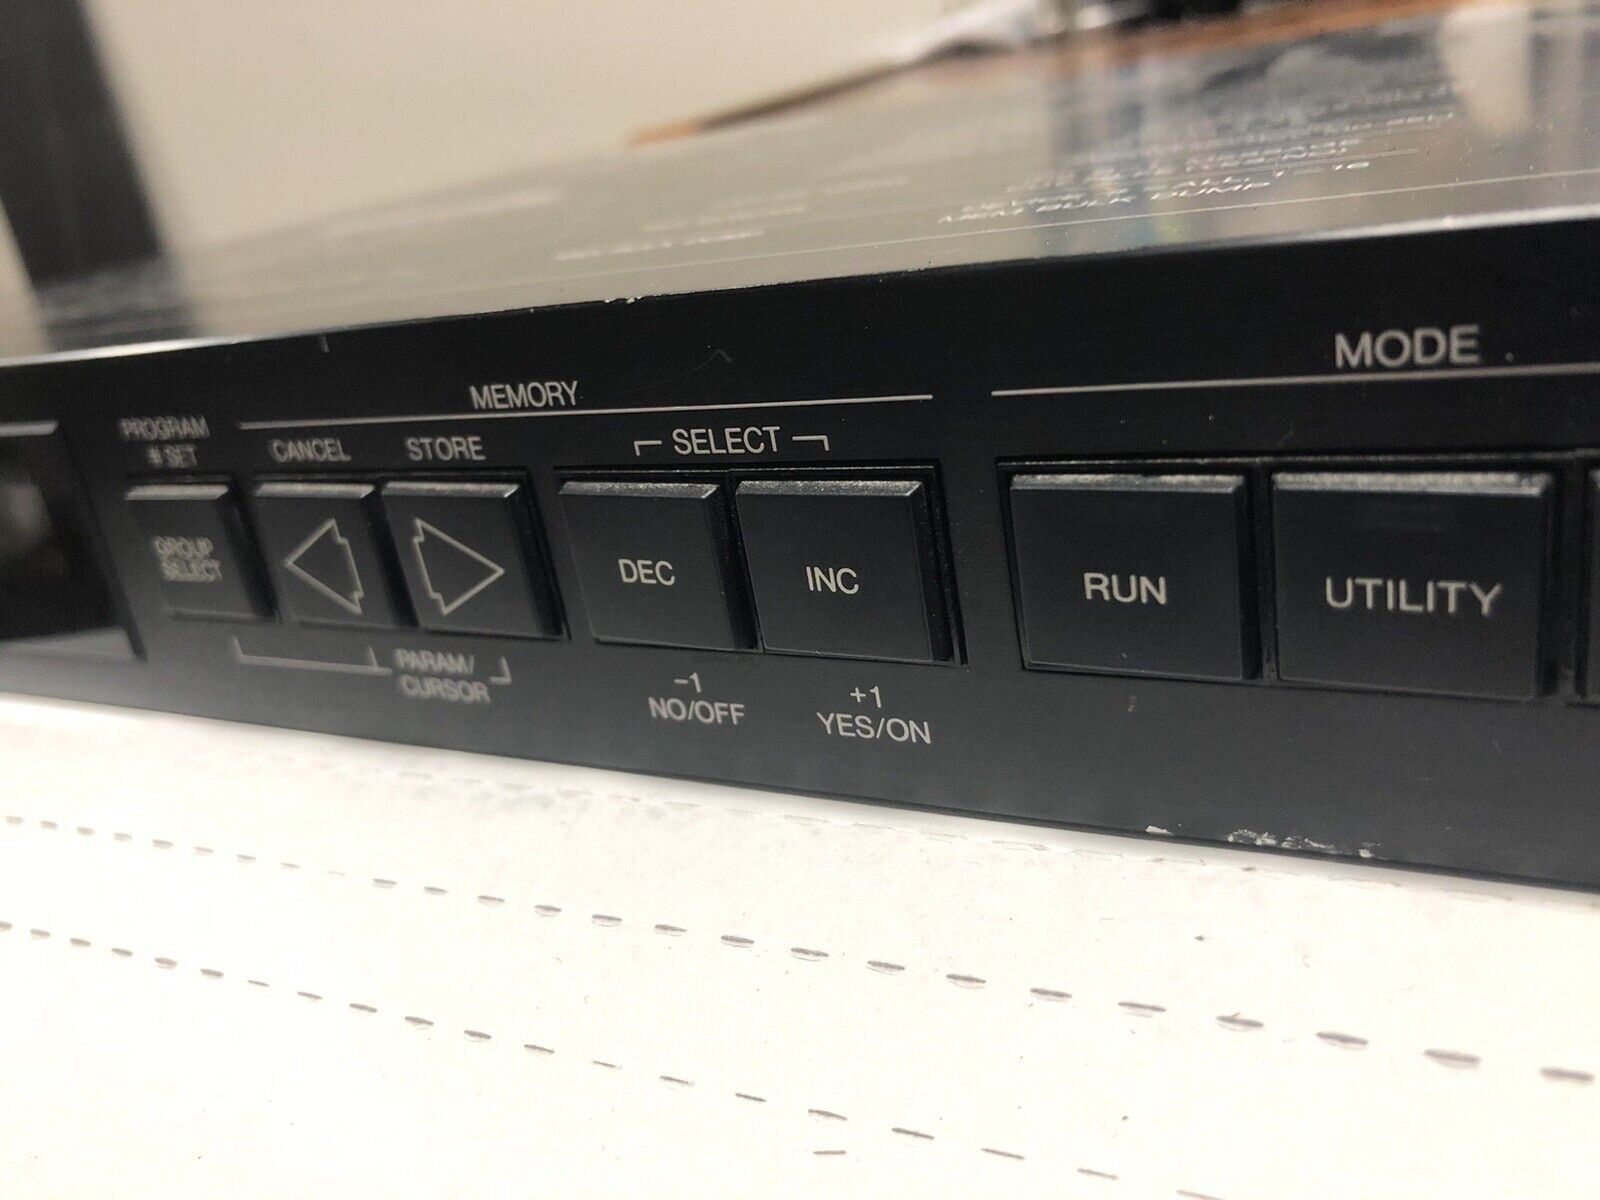 MEMORY
MODE
PROGRAM
# SET
CANCEL
STORE
SELECT
GROUP
SELECT
DEC
INC
RUN
UTILITY
PARAM/
CURSOR
-1
NO/OFF
+1
YES/ON